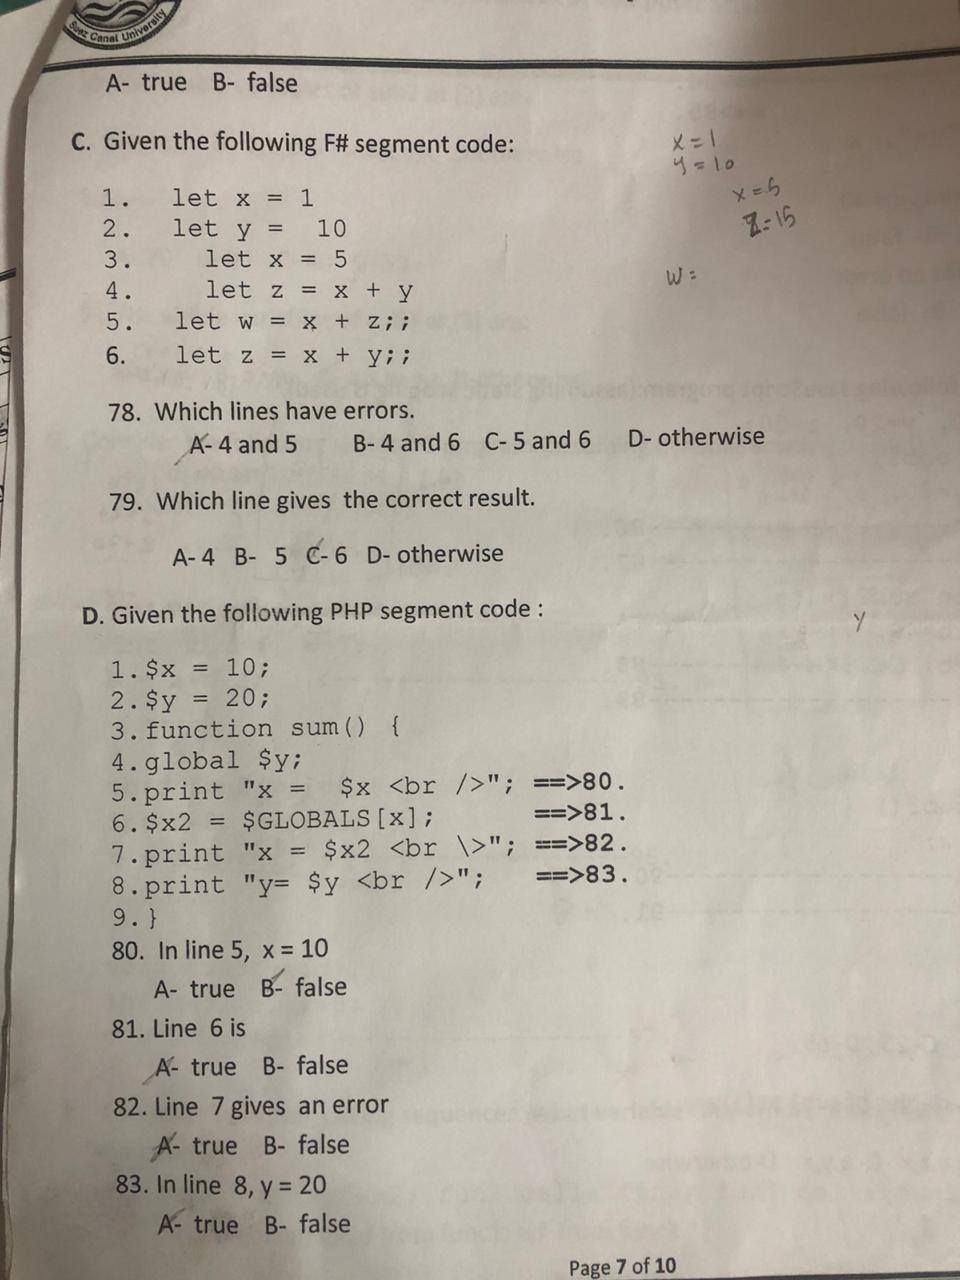 Suez Canal University
A- true B- false
C. Given the following F# segment code:
x=1
y=10
x=5
z=15
w=
1. let x = 1
2. let y = 10
3. let x = 5
4. let z = x + y
5. let w = x + z;;
6. let z = x + y;;
78. Which lines have errors.
A- 4 and 5 B- 4 and 6 C- 5 and 6 D- otherwise
79. Which line gives the correct result.
A- 4 B- 5 C- 6 D- otherwise
D. Given the following PHP segment code :
y
1. $x = 10;
2. $y = 20;
3. function sum() {
4. global $y;
5. print "x = $x <br />"; ==>80.
6. $x2 = $GLOBALS[x]; ==>81.
7. print "x = $x2 <br \>"; ==>82.
8. print "y= $y <br />"; ==>83.
9. }
80. In line 5, x = 10
A- true B- false
81. Line 6 is
A- true B- false
82. Line 7 gives an error
A- true B- false
83. In line 8, y = 20
A- true B- false
Page 7 of 10